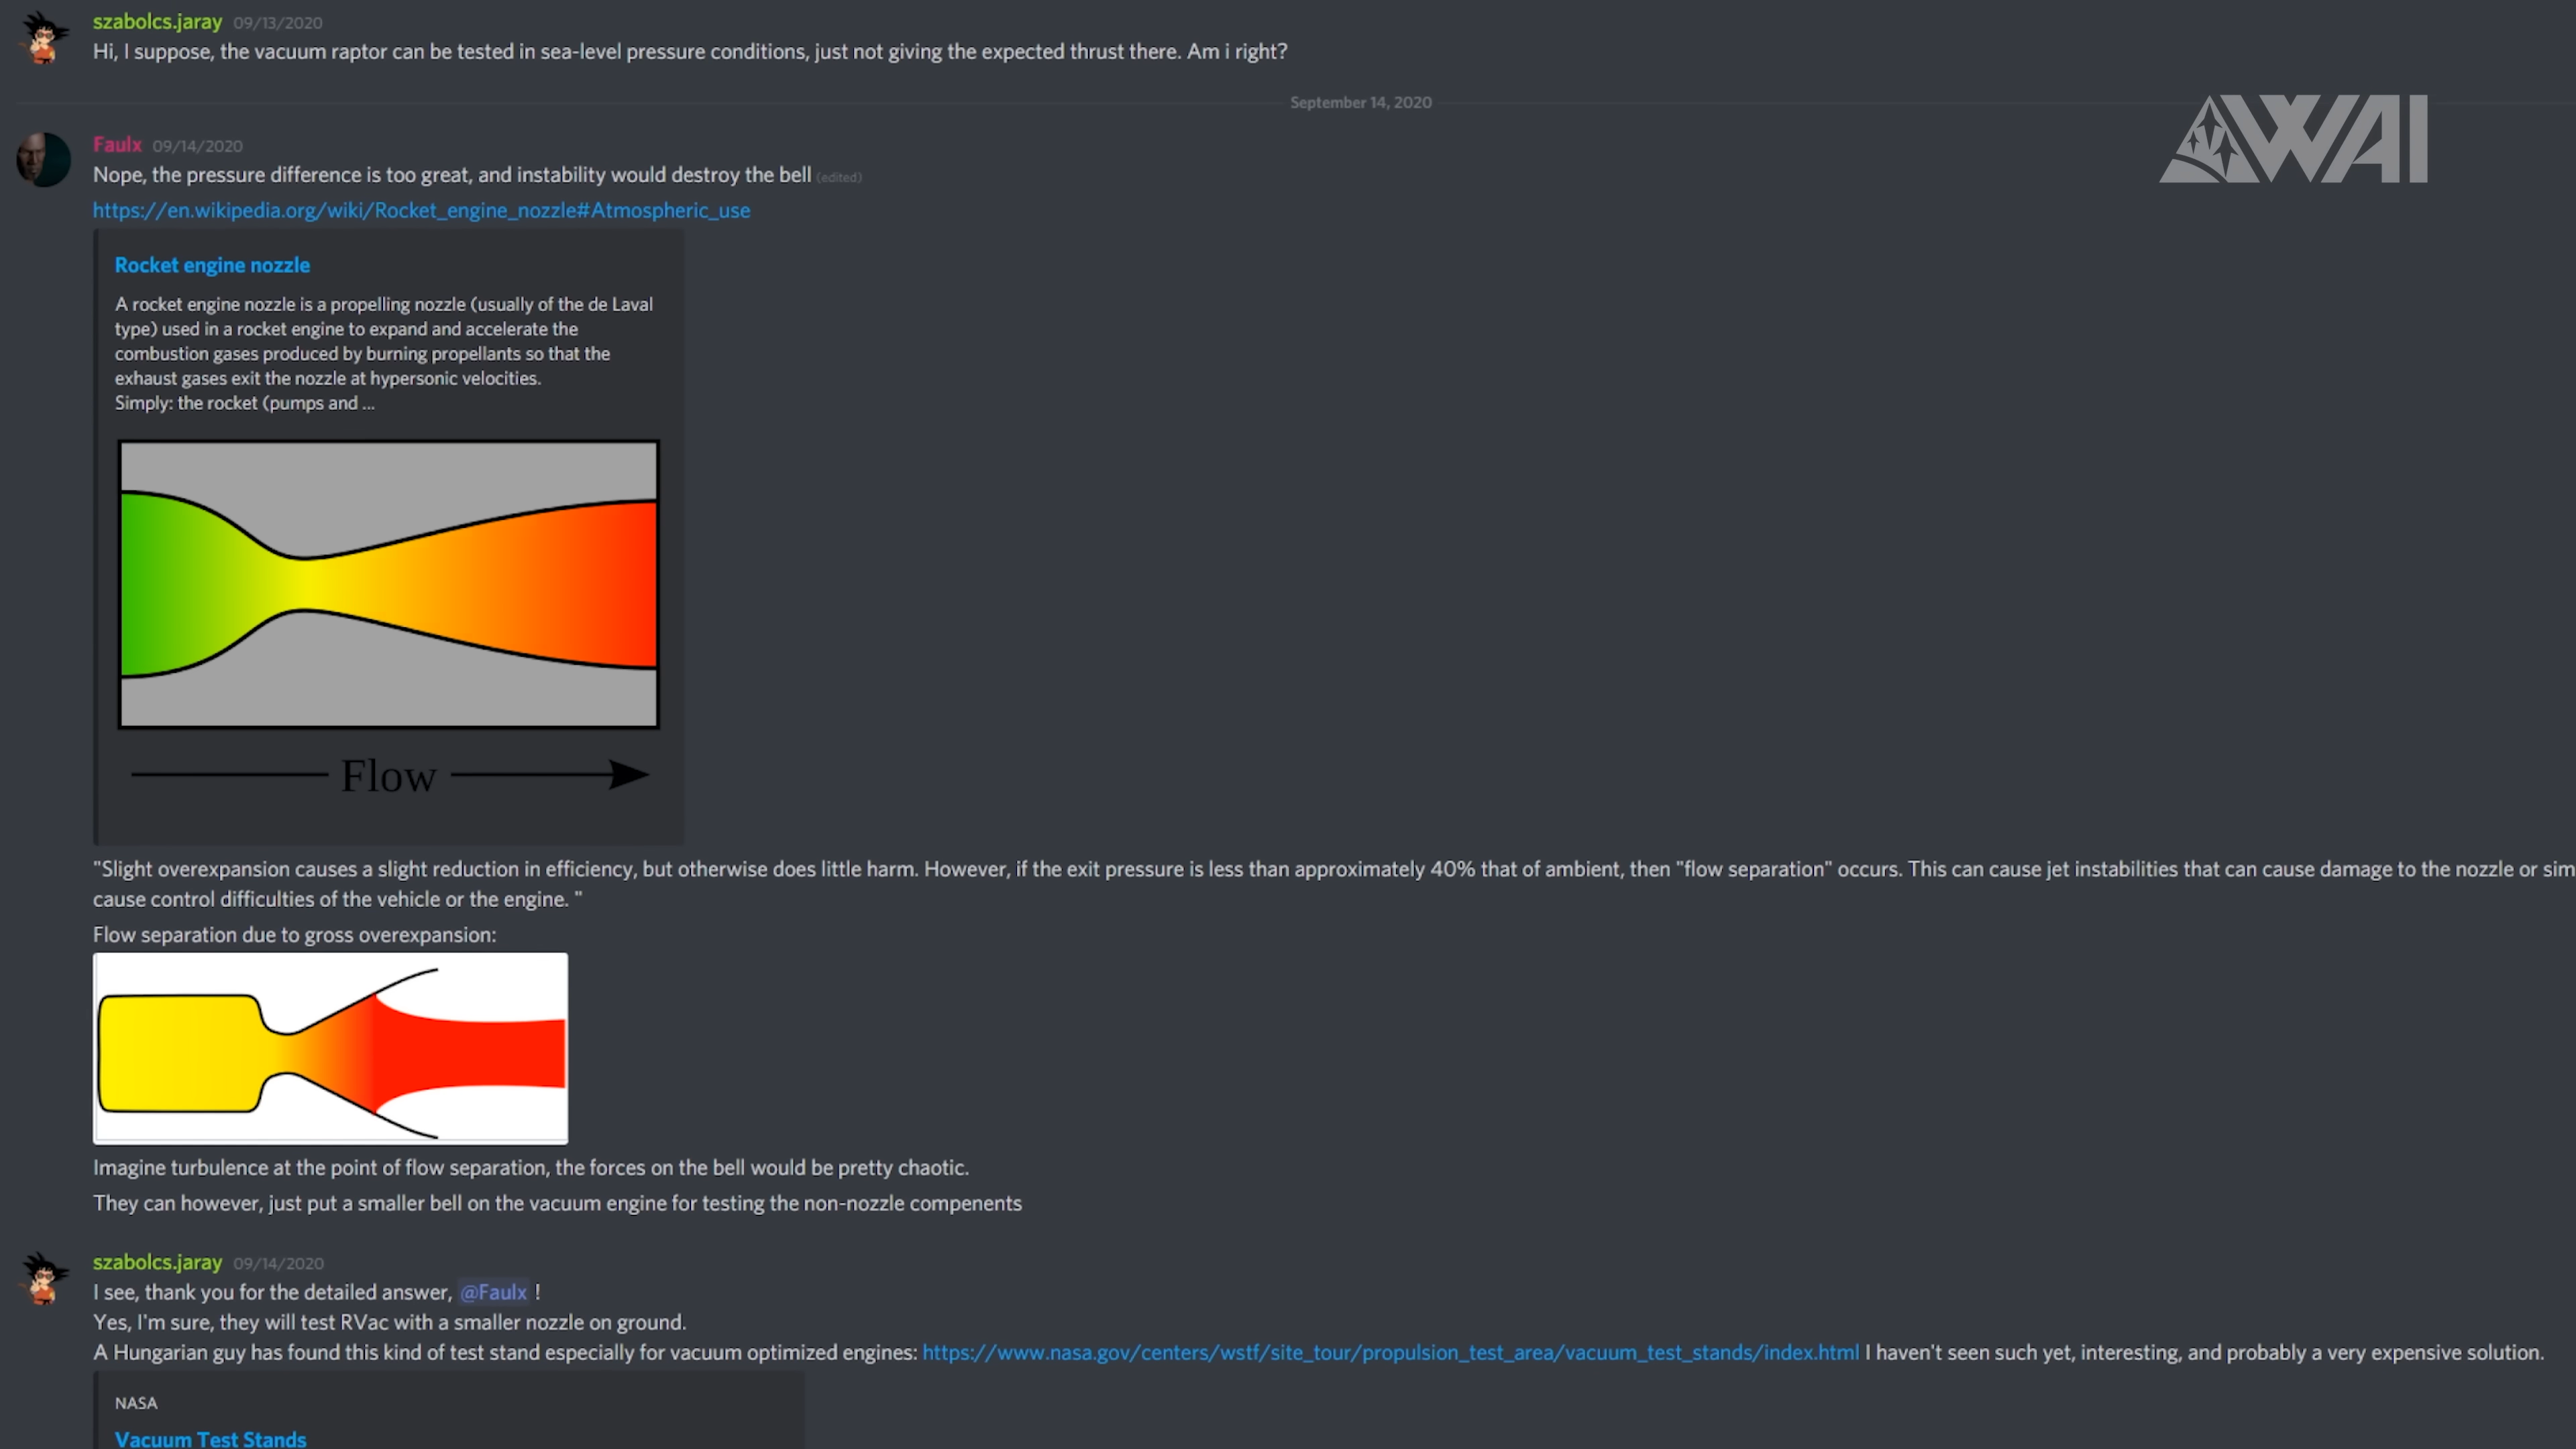 szabolcs.jaray 09/13/2020
Hi, I suppose, the vacuum raptor can be tested in sea-level pressure conditions, just not giving the expected thrust there. Am i right?
September 14, 2020
AWAI
Faulx 09/14/2020
Nope, the pressure difference is too great, and instability would destroy the bell (edited)
https://en.wikipedia.org/wiki/Rocket_engine_nozzle#Atmospheric_use
Rocket engine nozzle
A rocket engine nozzle is a propelling nozzle (usually of the de Laval
type) used in a rocket engine to expand and accelerate the
combustion gases produced by burning propellants so that the
exhaust gases exit the nozzle at hypersonic velocities.
Simply: the rocket (pumps and ...
Flow
"Slight overexpansion causes a slight reduction in efficiency, but otherwise does little harm. However, if the exit pressure is less than approximately 40% that of ambient, then "flow separation" occurs. This can cause jet instabilities that can cause damage to the nozzle or sim
cause control difficulties of the vehicle or the engine. "
Flow separation due to gross overexpansion:
Imagine turbulence at the point of flow separation, the forces on the bell would be pretty chaotic.
They can however, just put a smaller bell on the vacuum engine for testing the non-nozzle compenents
szabolcs.jaray 09/14/2020
I see, thank you for the detailed answer, @Faulx !
Yes, I'm sure, they will test RVac with a smaller nozzle on ground.
A Hungarian guy has found this kind of test stand especially for vacuum optimized engines: https://www.nasa.gov/centers/wstf/site_tour/propulsion_test_area/vacuum_test_stands/index.html I haven't seen such yet, interesting, and probably a very expensive solution.
NASA
Vacuum Test Stands